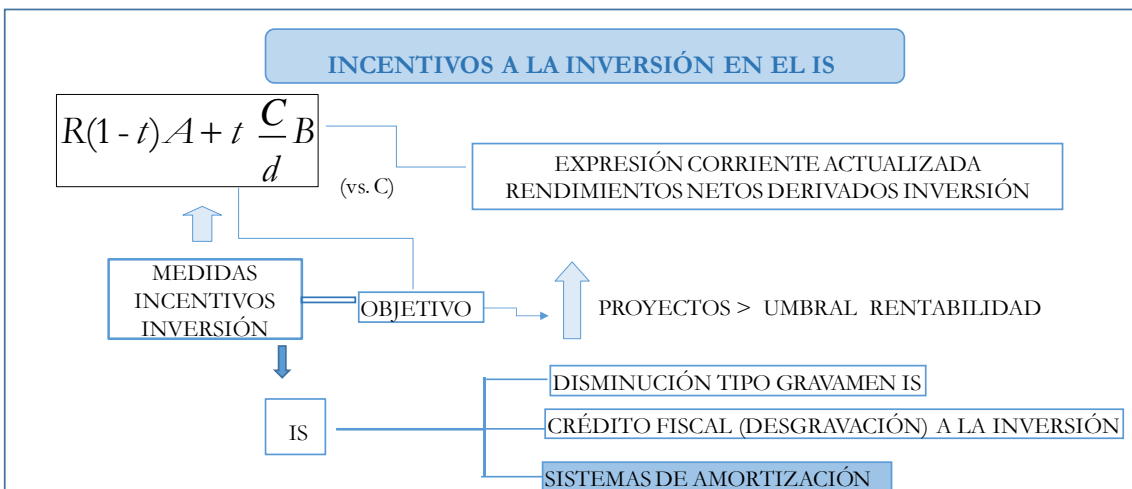 INCENTIVOS A LA INVERSIÓN EN EL IS
R(1 - t)A + t C/d B
(vs. C)
EXPRESIÓN CORRIENTE ACTUALIZADA
RENDIMIENTOS NETOS DERIVADOS INVERSIÓN
MEDIDAS
INCENTIVOS
INVERSIÓN
OBJETIVO
PROYECTOS > UMBRAL RENTABILIDAD
IS
DISMINUCIÓN TIPO GRAVAMEN IS
CRÉDITO FISCAL (DESGRAVACIÓN) A LA INVERSIÓN
SISTEMAS DE AMORTIZACIÓN